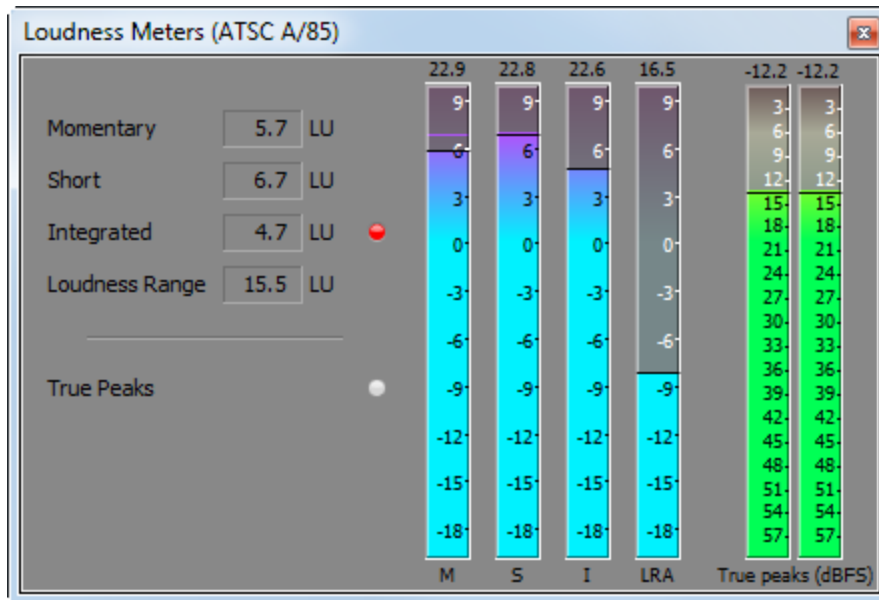 Loudness Meters (ATSC A/85)
22.9 22.8 22.6 16.5 -12.2 -12.2
Momentary 5.7 LU
Short 6.7 LU
Integrated 4.7 LU
Loudness Range 15.5 LU
True Peaks
9 9 9 9
6 6 6 6
3 3 3 3
0 0 0 0
-3 -3 -3 -3
-6 -6 -6 -6
-9 -9 -9 -9
-12 -12 -12 -12
-15 -15 -15 -15
-18 -18 -18 -18
3 3
6 6
9 9
12 12
15 15
18 18
21 21
24 24
27 27
30 30
33 33
36 36
39 39
42 42
45 45
48 48
51 51
54 54
57 57
M S I LRA True peaks (dBFS)